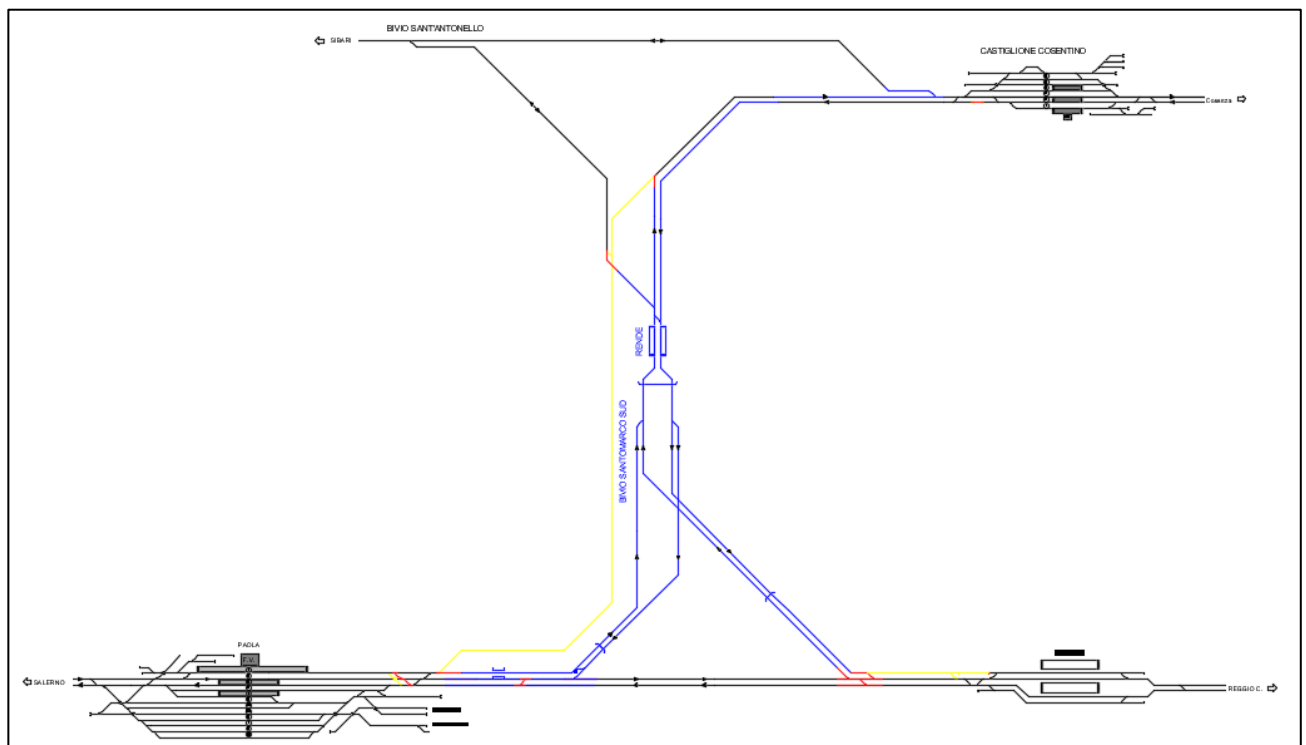 BIVIO SANT'ANTONELLO
SIBARI
CASTIGLIONE COSENTINO
Cosenza
RENDE
BIVIO SANTOMARCO SUD
PAOLA
F.V.
SALERNO
REGGIO C.